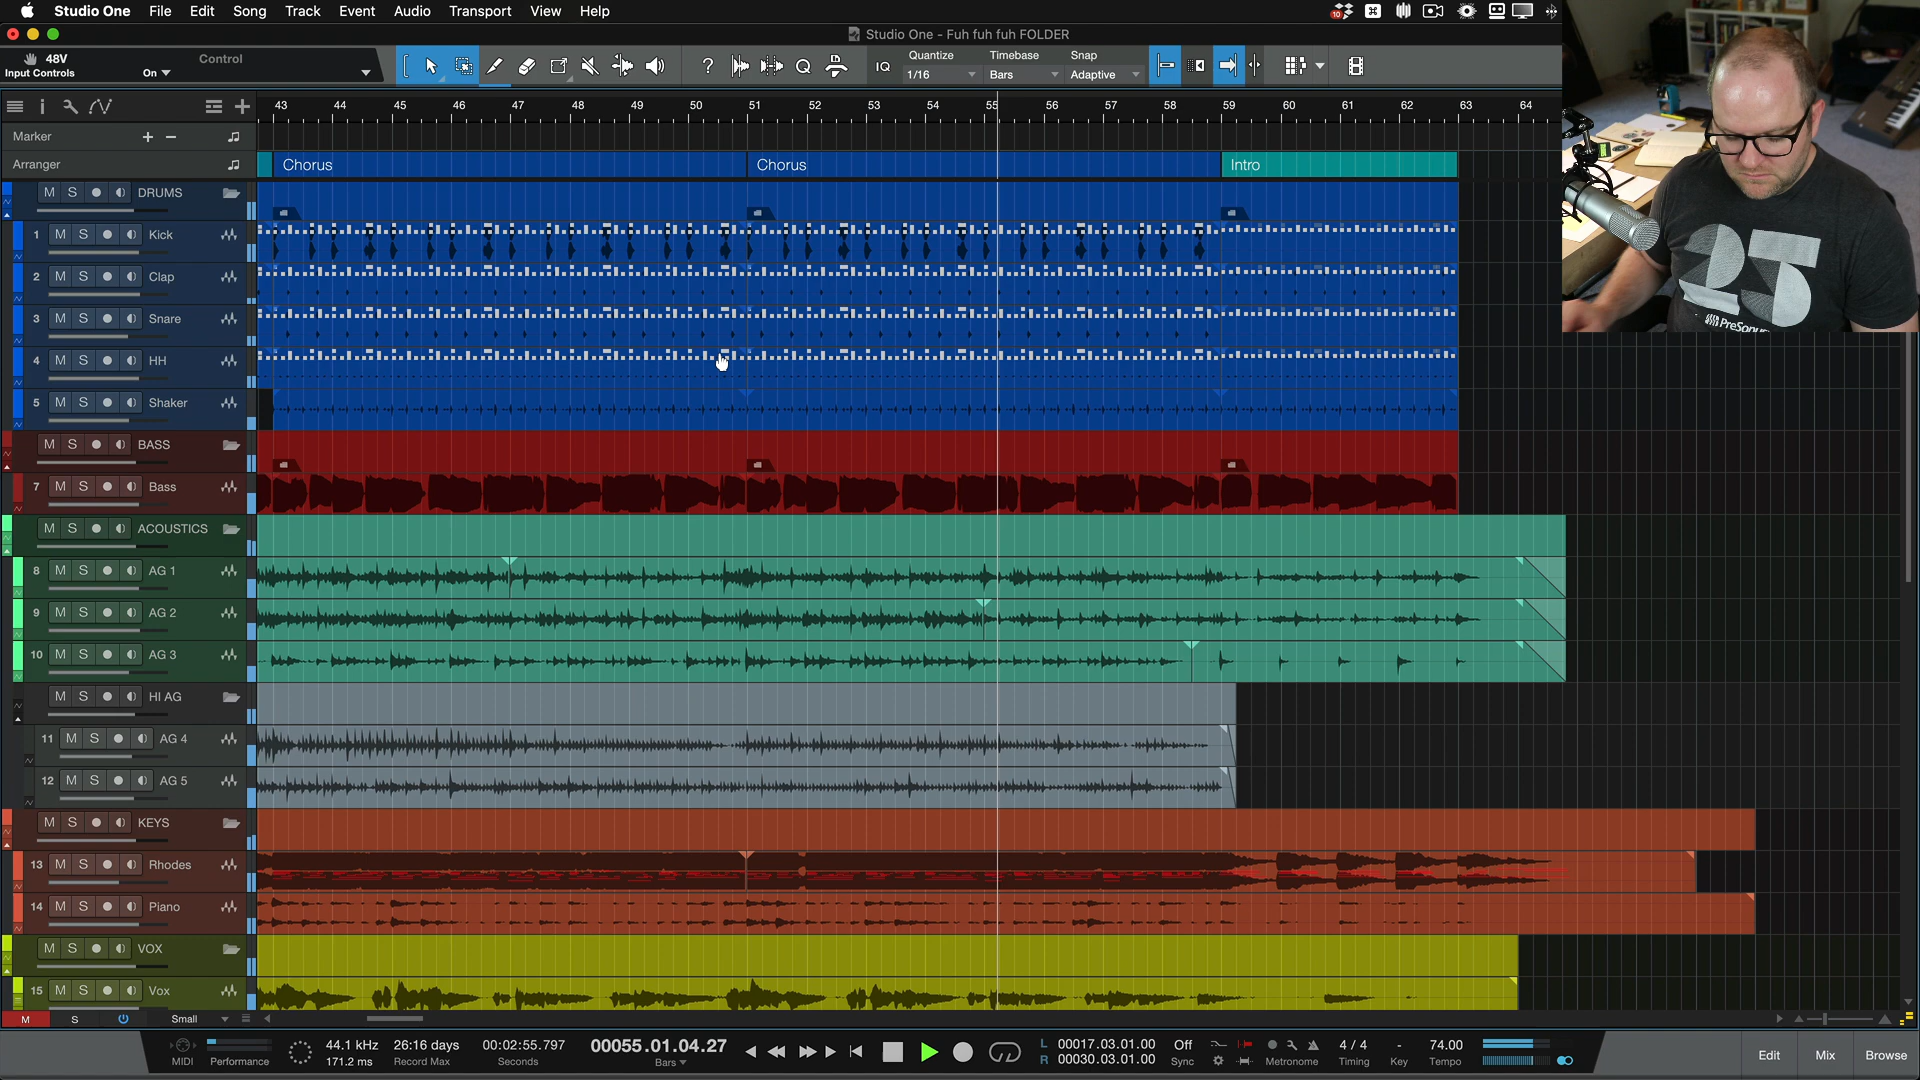 Studio One File Edit Song Track Event Audio Transport View Help
10
Studio One - Fuh fuh fuh FOLDER
48V
Input Controls
On
Control
IQ
Quantize
1/16
Timebase
Bars
Snap
Adaptive
43 44 45 46 47 48 49 50 51 52 53 54 55 56 57 58 59 60 61 62 63 64
Marker
Arranger
Chorus Chorus Intro
M S DRUMS
1 M S Kick
2 M S Clap
3 M S Snare
4 M S HH
5 M S Shaker
M S BASS
7 M S Bass
M S ACOUSTICS
8 M S AG 1
9 M S AG 2
10 M S AG 3
M S HI AG
11 M S AG 4
12 M S AG 5
M S KEYS
13 M S Rhodes
14 M S Piano
M S VOX
15 M S Vox
M S Small
MIDI
Performance
44.1 kHz
171.2 ms
26:16 days
Record Max
00:02:55.797
Seconds
00055.01.04.27
Bars
L 00017.03.01.00
R 00030.03.01.00
Off
Sync
Metronome
4 / 4
Timing
-
Key
74.00
Tempo
Edit
Mix
Browse
25